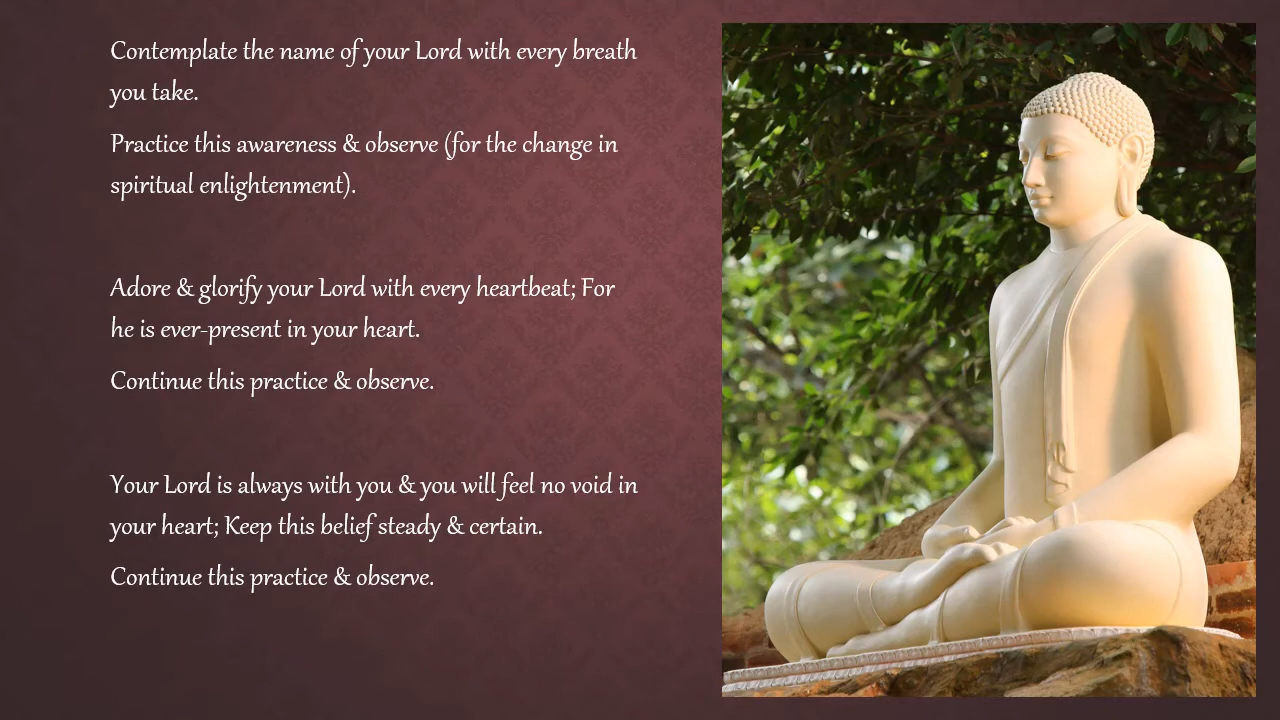 Contemplate the name of your Lord with every breath
you take.
Practice this awareness & observe (for the change in
spiritual enlightenment).
Adore & glorify your Lord with every heartbeat; For
he is ever-present in your heart.
Continue this practice & observe.
Your Lord is always with you & you will feel no void in
your heart; Keep this belief steady & certain.
Continue this practice & observe.